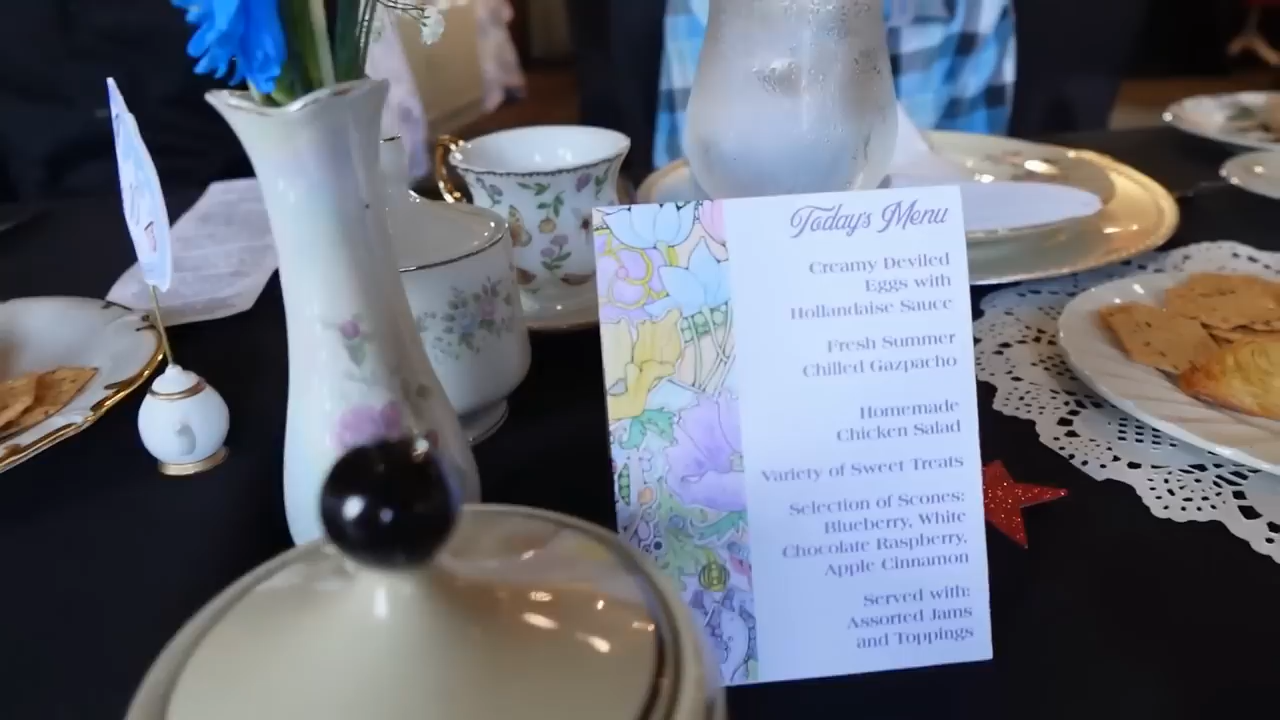 Today's Menu
Creamy Deviled
Eggs with
Hollandaise Sauce
Fresh Summer
Chilled Gazpacho
Homemade
Chicken Salad
Variety of Sweet Treats
Selection of Scones:
Blueberry, White
Chocolate Raspberry,
Apple Cinnamon
Served with:
Assorted Jams
and Toppings